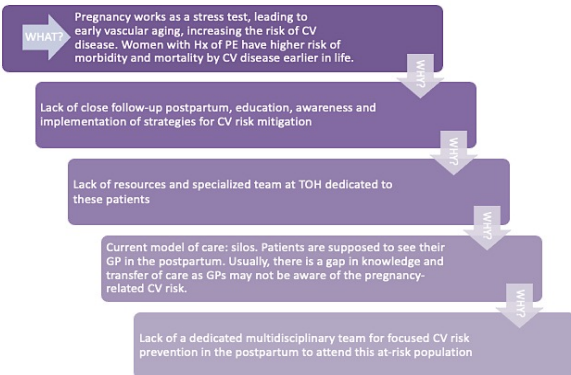 WHAT?
Pregnancy works as a stress test, leading to
early vascular aging, increasing the risk of CV
disease. Women with Hx of PE have higher risk of
morbidity and mortality by CV disease earlier in life.
WHY?
Lack of close follow-up postpartum, education, awareness and
implementation of strategies for CV risk mitigation
WHY?
Lack of resources and specialized team at TOH dedicated to
these patients
WHY?
Current model of care: silos. Patients are supposed to see their
GP in the postpartum. Usually, there is a gap in knowledge and
transfer of care as GPs may not be aware of the pregnancy-
related CV risk.
WHY?
Lack of a dedicated multidisciplinary team for focused CV risk
prevention in the postpartum to attend this at-risk population